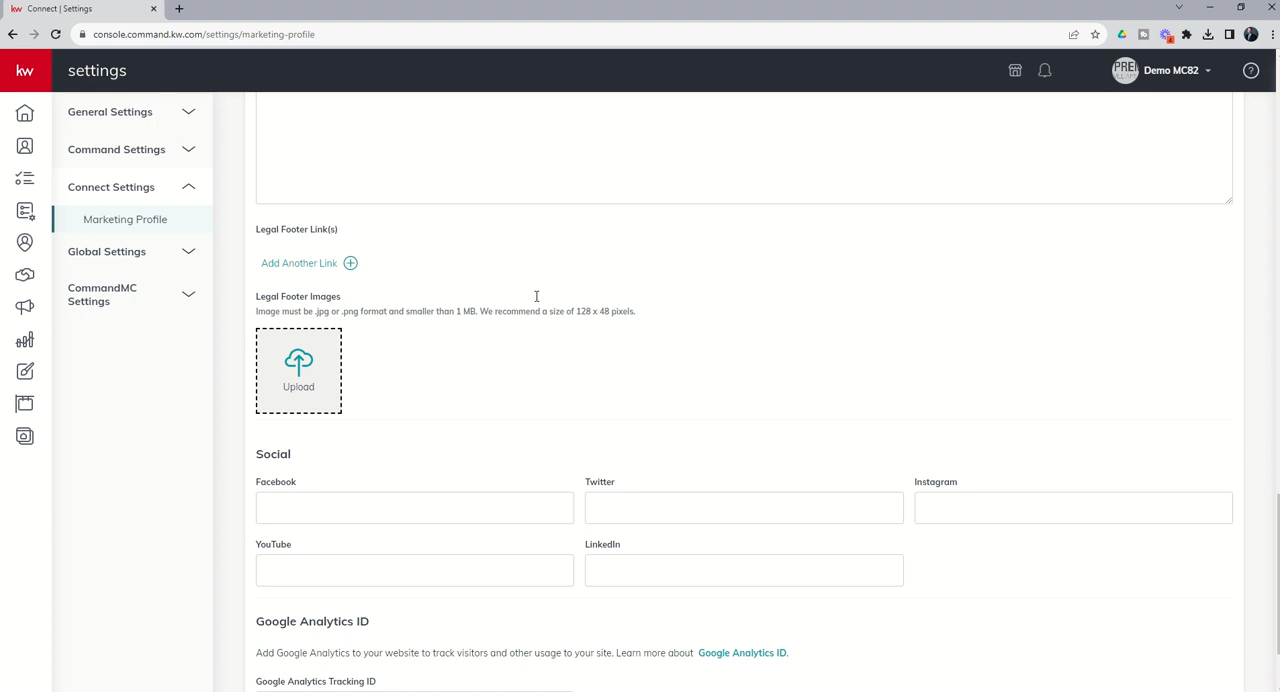 kw Connect | Settings
console.command.kw.com/settings/marketing-profile
kw settings Demo MC82
General Settings
Command Settings
Connect Settings
Marketing Profile
Global Settings
CommandMC
Settings
Legal Footer Link(s)
Add Another Link
Legal Footer Images
Image must be .jpg or .png format and smaller than 1 MB. We recommend a size of 128 x 48 pixels.
Upload
Social
Facebook Twitter Instagram
YouTube LinkedIn
Google Analytics ID
Add Google Analytics to your website to track visitors and other usage to your site. Learn more about Google Analytics ID.
Google Analytics Tracking ID